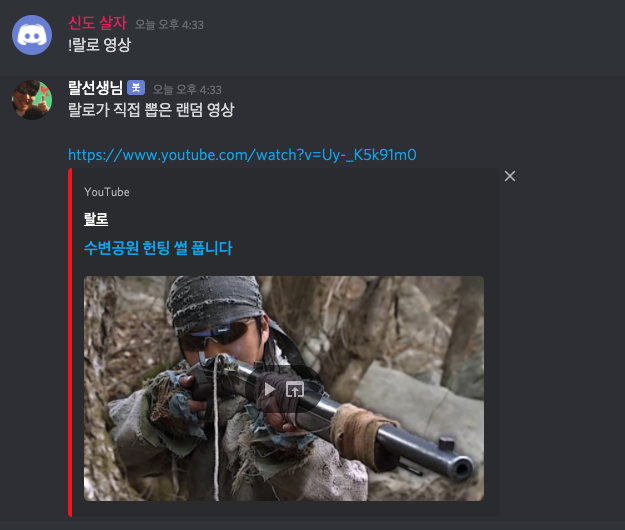 신도 살자 오늘 오후 4:33
!랄로 영상
랄선생님 봇 오늘 오후 4:33
랄로가 직접 뽑은 랜덤 영상
https://www.youtube.com/watch?v=Uy-_K5k91m0
YouTube
랄로
수변공원 헌팅 썰 풉니다